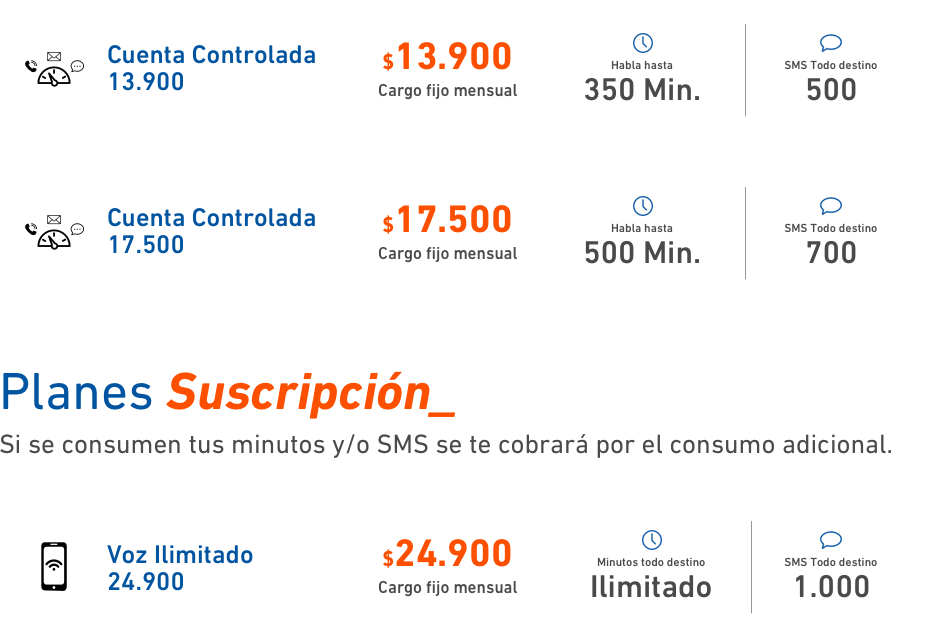 Cuenta Controlada
13.900
$13.900
Cargo fijo mensual
Habla hasta
350 Min.
SMS Todo destino
500
Cuenta Controlada
17.500
$17.500
Cargo fijo mensual
Habla hasta
500 Min.
SMS Todo destino
700
Planes Suscripción_
Si se consumen tus minutos y/o SMS se te cobrará por el consumo adicional.
Voz Ilimitado
24.900
$24.900
Cargo fijo mensual
Minutos todo destino
Ilimitado
SMS Todo destino
1.000